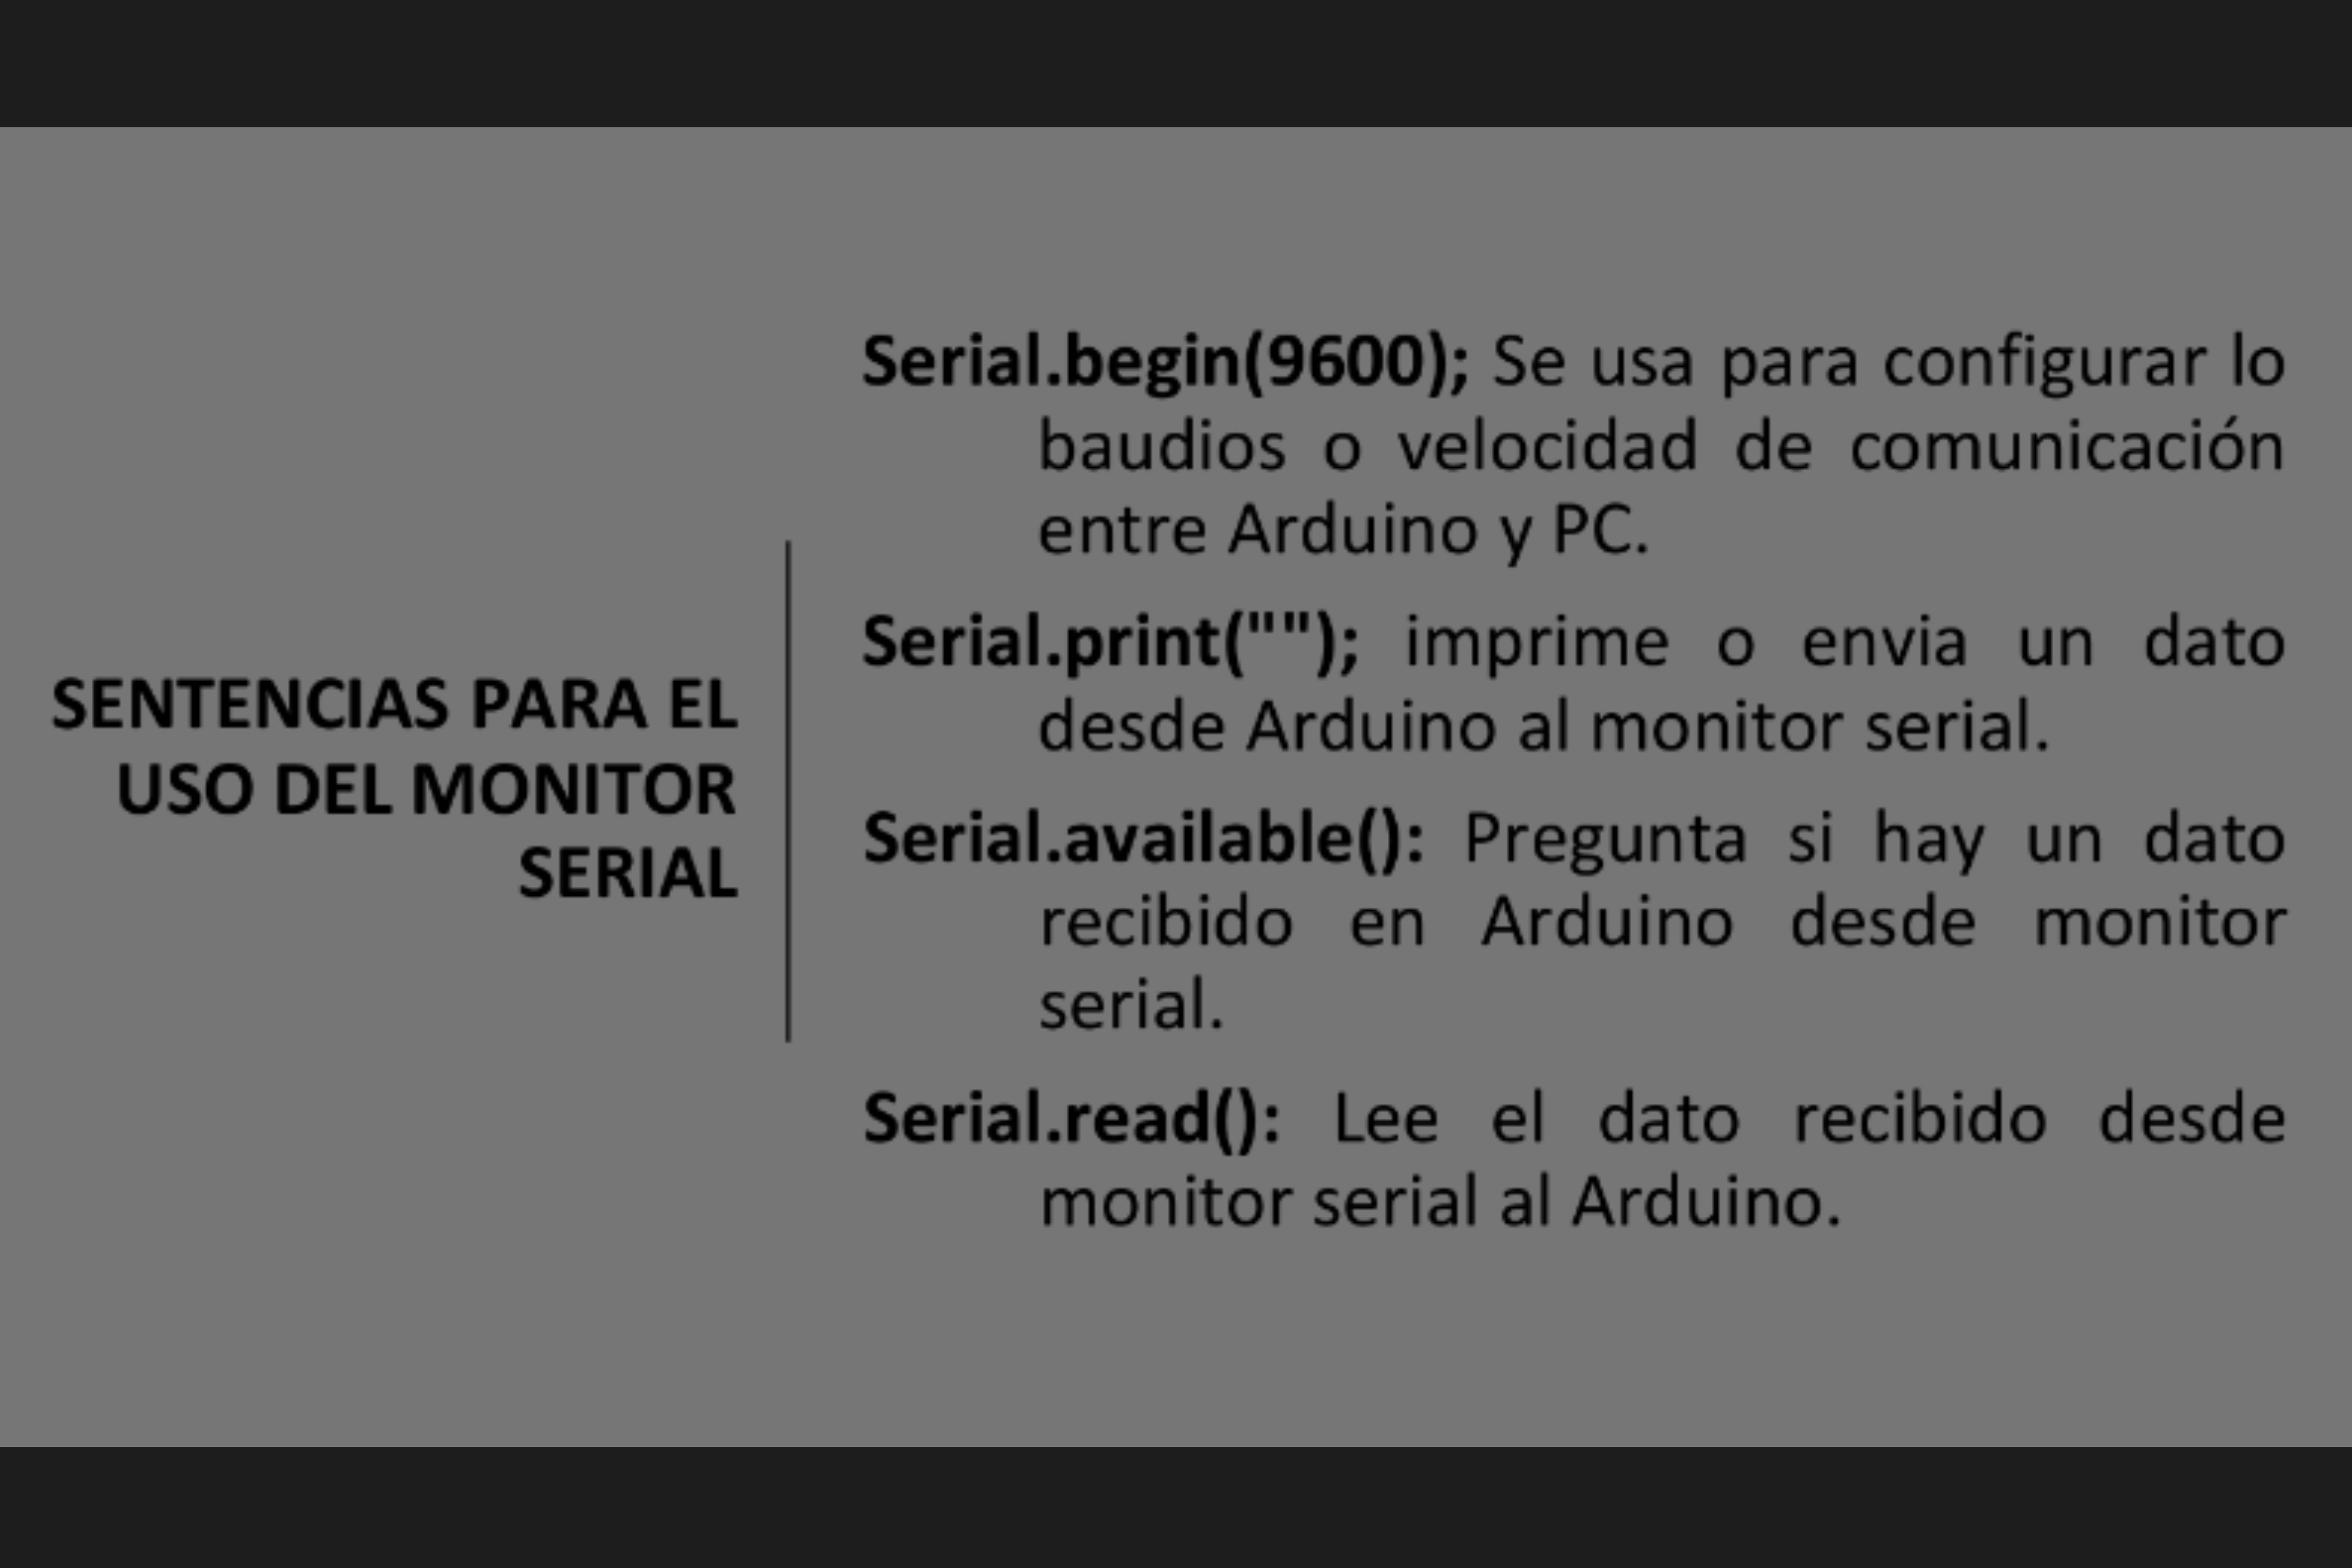 SENTENCIAS PARA EL
USO DEL MONITOR
SERIAL
Serial.begin(9600); Se usa para configurar lo
baudios o velocidad de comunicación
entre Arduino y PC.
Serial.print(""); imprime o envia un dato
desde Arduino al monitor serial.
Serial.available(): Pregunta si hay un dato
recibido en Arduino desde monitor
serial.
Serial.read(): Lee el dato recibido desde
monitor serial al Arduino.